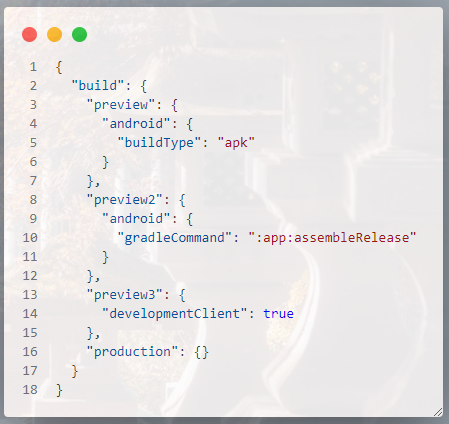 1 {
2   "build": {
3     "preview": {
4       "android": {
5         "buildType": "apk"
6       }
7     },
8     "preview2": {
9       "android": {
10         "gradleCommand": ":app:assembleRelease"
11       }
12     },
13     "preview3": {
14       "developmentClient": true
15     },
16     "production": {}
17   }
18 }